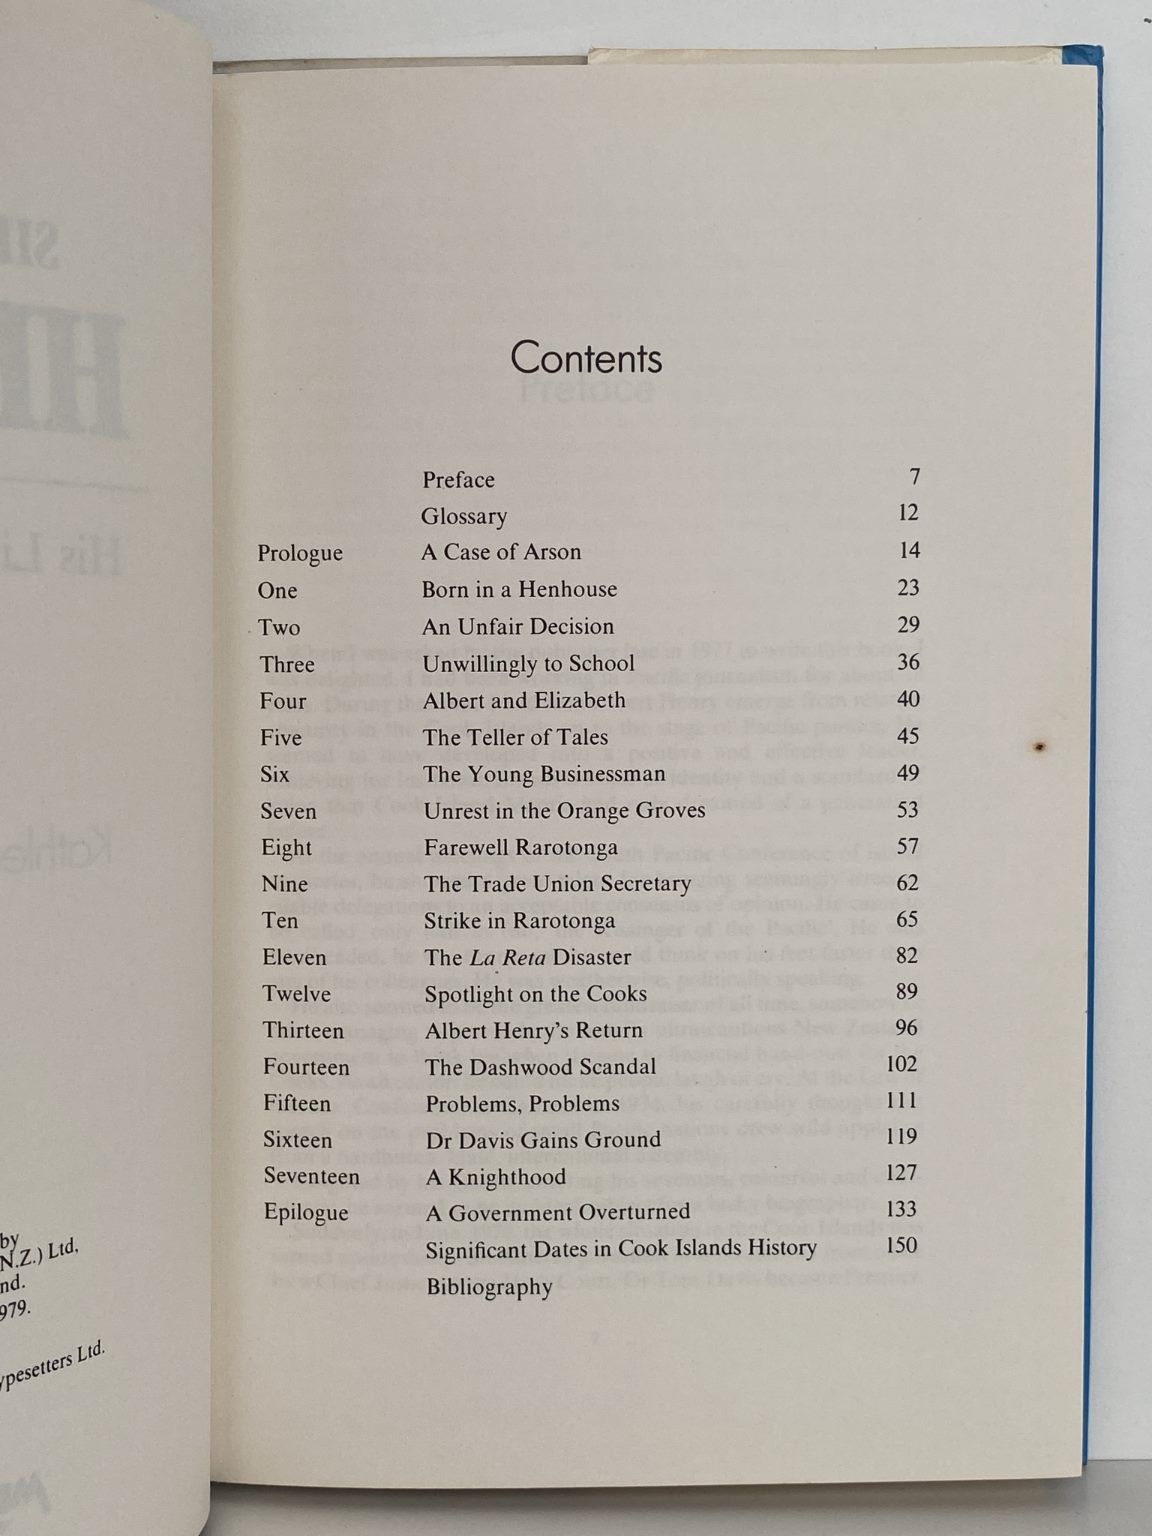 by
N.Z.) Ltd,
nd.
979.
ypesetters Ltd.
Contents
Preface 7
Glossary 12
Prologue A Case of Arson 14
One Born in a Henhouse 23
Two An Unfair Decision 29
Three Unwillingly to School 36
Four Albert and Elizabeth 40
Five The Teller of Tales 45
Six The Young Businessman 49
Seven Unrest in the Orange Groves 53
Eight Farewell Rarotonga 57
Nine The Trade Union Secretary 62
Ten Strike in Rarotonga 65
Eleven The La Reta Disaster 82
Twelve Spotlight on the Cooks 89
Thirteen Albert Henry's Return 96
Fourteen The Dashwood Scandal 102
Fifteen Problems, Problems 111
Sixteen Dr Davis Gains Ground 119
Seventeen A Knighthood 127
Epilogue A Government Overturned 133
Significant Dates in Cook Islands History 150
Bibliography